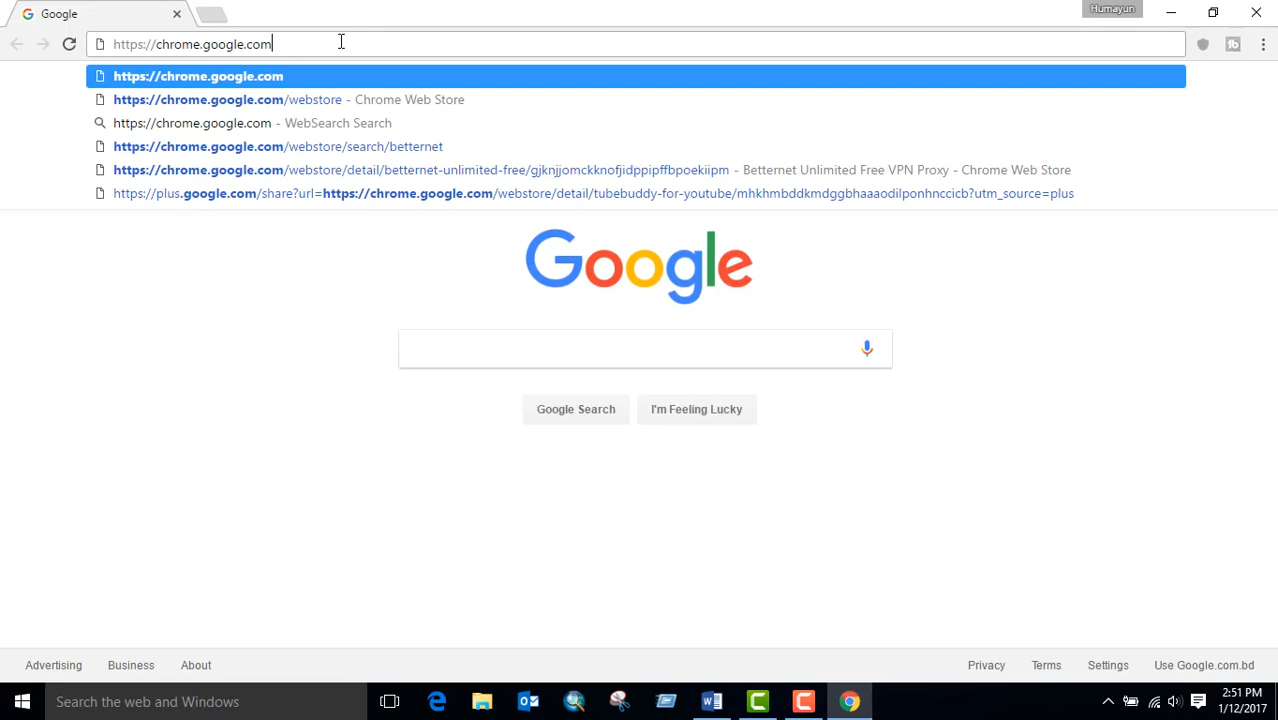 Google
Humayun
https://chrome.google.com
https://chrome.google.com
https://chrome.google.com/webstore - Chrome Web Store
https://chrome.google.com - WebSearch Search
https://chrome.google.com/webstore/search/betternet
https://chrome.google.com/webstore/detail/betternet-unlimited-free/gjknjjomckknofjidppipffbpoekiipm - Betternet Unlimited Free VPN Proxy - Chrome Web Store
https://plus.google.com/share?url=https://chrome.google.com/webstore/detail/tubebuddy-for-youtube/mhkhmbddkmdggbhaaaodilponhnccicb?utm_source=plus
Google
Google Search
I'm Feeling Lucky
Advertising Business About Privacy Terms Settings Use Google.com.bd
Search the web and Windows
2:51 PM
1/12/2017